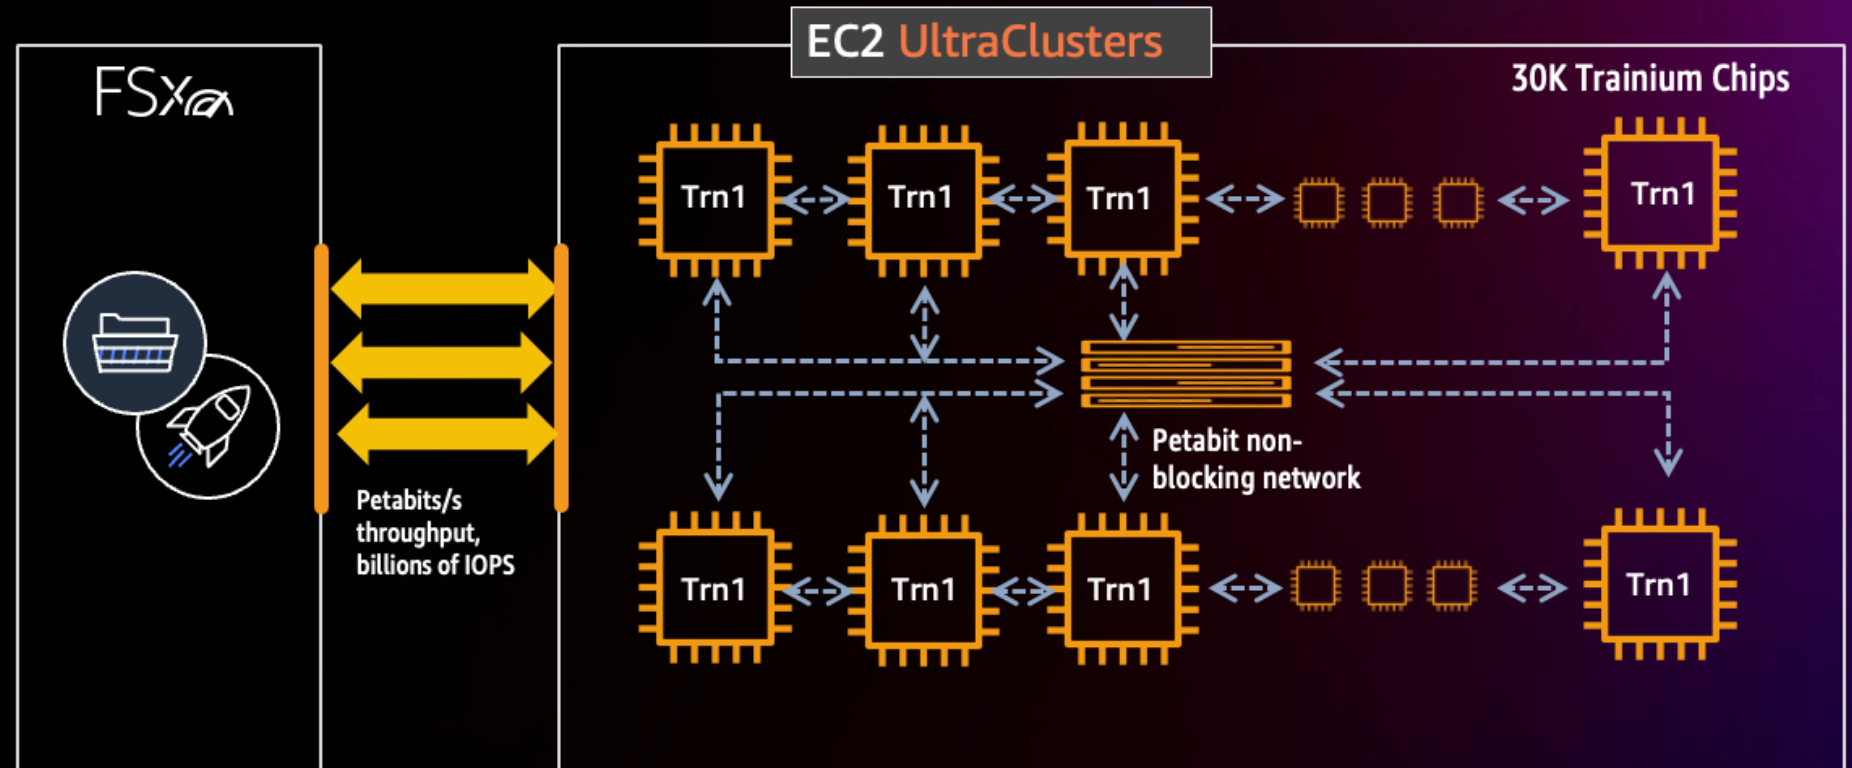 EC2 UltraClusters
FSx
30K Trainium Chips
Trn1
Trn1
Trn1
Trn1
Petabit non-
blocking network
Petabits/s
throughput,
billions of IOPS
Trn1
Trn1
Trn1
Trn1